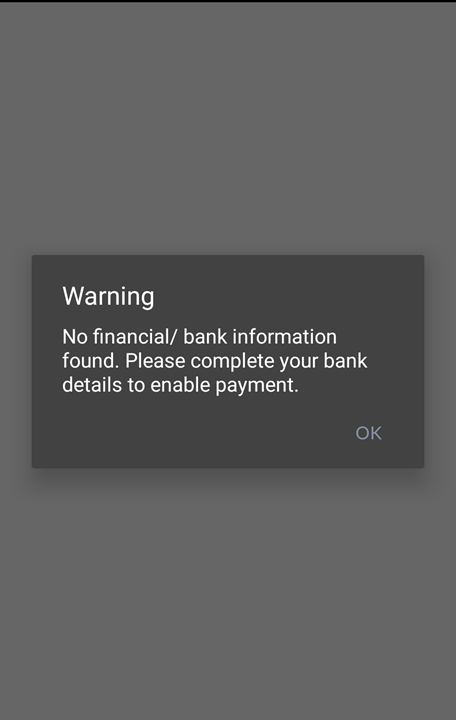 Warning
No financial/ bank information
found. Please complete your bank
details to enable payment.
OK